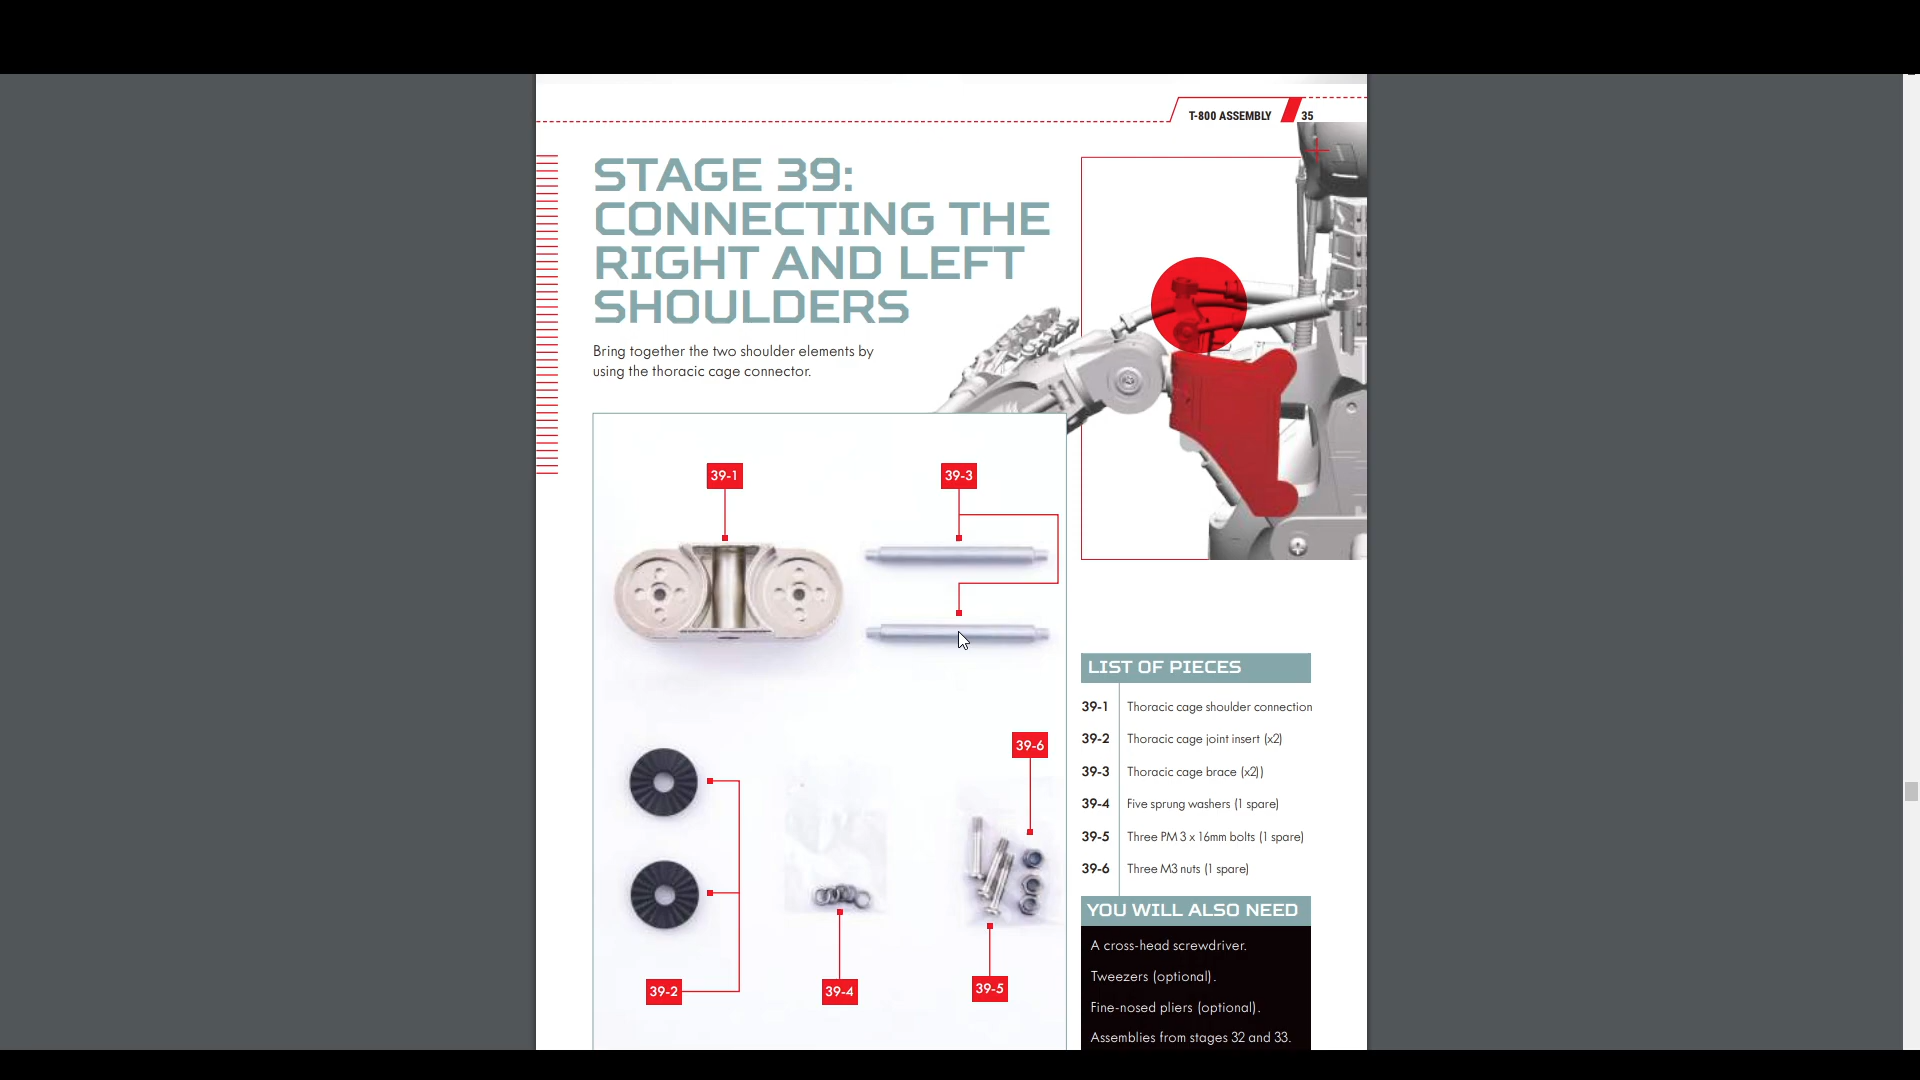 T-800 ASSEMBLY 35
STAGE 39:
CONNECTING THE
RIGHT AND LEFT
SHOULDERS
Bring together the two shoulder elements by
using the thoracic cage connector.
39-1
39-3
39-6
39-2
39-4
39-5
LIST OF PIECES
39-1 Thoracic cage shoulder connection
39-2 Thoracic cage joint insert (x2)
39-3 Thoracic cage brace (x2))
39-4 Five sprung washers (1 spare)
39-5 Three PM 3 x 16mm bolts (1 spare)
39-6 Three M3 nuts (1 spare)
YOU WILL ALSO NEED
A cross-head screwdriver.
Tweezers (optional).
Fine-nosed pliers (optional).
Assemblies from stages 32 and 33.